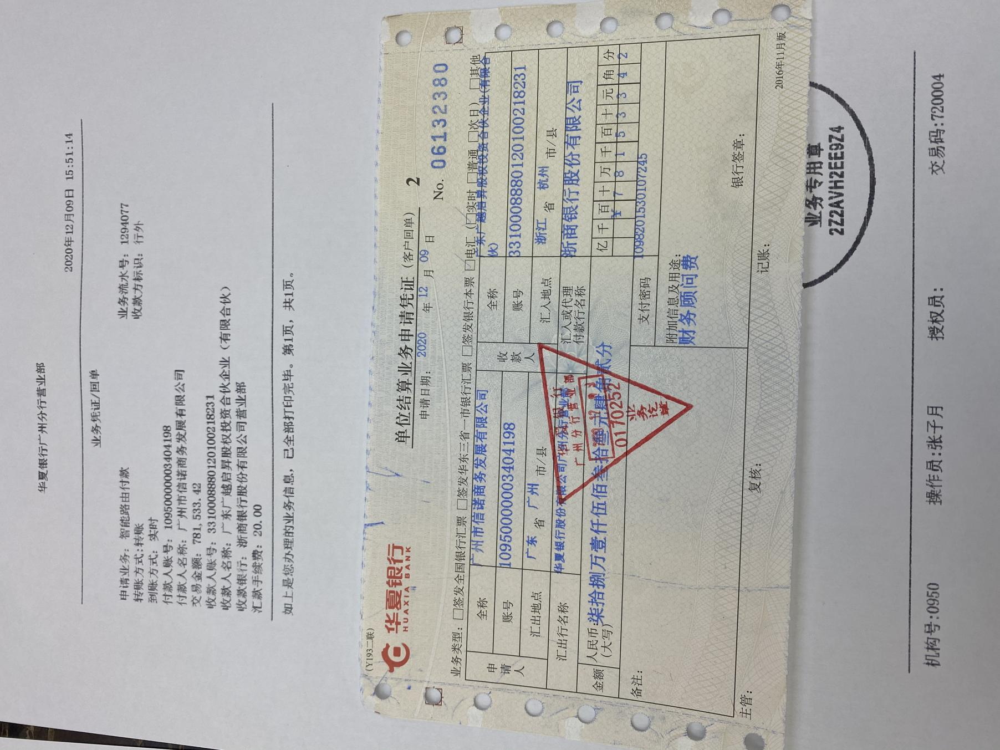 华夏银行广州分行营业部
2020年12月09日 15:51:14
业务凭证/回单
申请业务：智能路由付款
业务流水号：1294077
转账方式:转账
收款方标识：行外
到账方式：实时
付款人账号：10950000003404198
付款人名称：广州市信诺商务发展有限公司
交易金额：781,533.42
收款人账号：3310008880120100218231
收款人名称：广东广越启昇股权投资合伙企业（有限合伙）
收款银行：浙商银行股份有限公司营业部
汇款手续费：20.00
如上是您办理的业务信息，已全部打印完毕。第1页，共1页。
(Y193二联)
华夏银行
HUAXIA BANK
单位结算业务申请凭证（客户回单） 2
申请日期： 2020 年 12 月 09 日
No. 06132380
业务类型：□签发全国银行汇票 □签发华东三省一市银行汇票 □签发银行本票 ☑电汇（☑实时 □普通 □次日）□其他
申请人
全称 广州市信诺商务发展有限公司
账号 10950000003404198
汇出地点 广东 省 广州 市/县
汇出行名称 华夏银行股份有限公司广州分行营业部
收款人
全称 广东广越启昇股权投资合伙企业(有限合伙)
账号 3310008880120100218231
汇入地点 浙江 省 杭州 市/县
汇入或代理付款行名称 浙商银行股份有限公司
金额 人民币：(大写) 柒拾捌万壹仟伍佰叁拾叁元肆角贰分
亿 千 百 十 万 千 百 十 元 角 分
¥ 7 8 1 5 3 3 4 2
支付密码 1098201530107245
备注：
附加信息及用途：
财务顾问费
银行签章：
主管：
复核：
记账：
2016年11月版
华夏银行
广州分行营业部
01170252
业务讫章
业务专用章
2Z2AVH2EE9Z4
机构号:0950 操作员:张子月 授权员: 交易码:720004